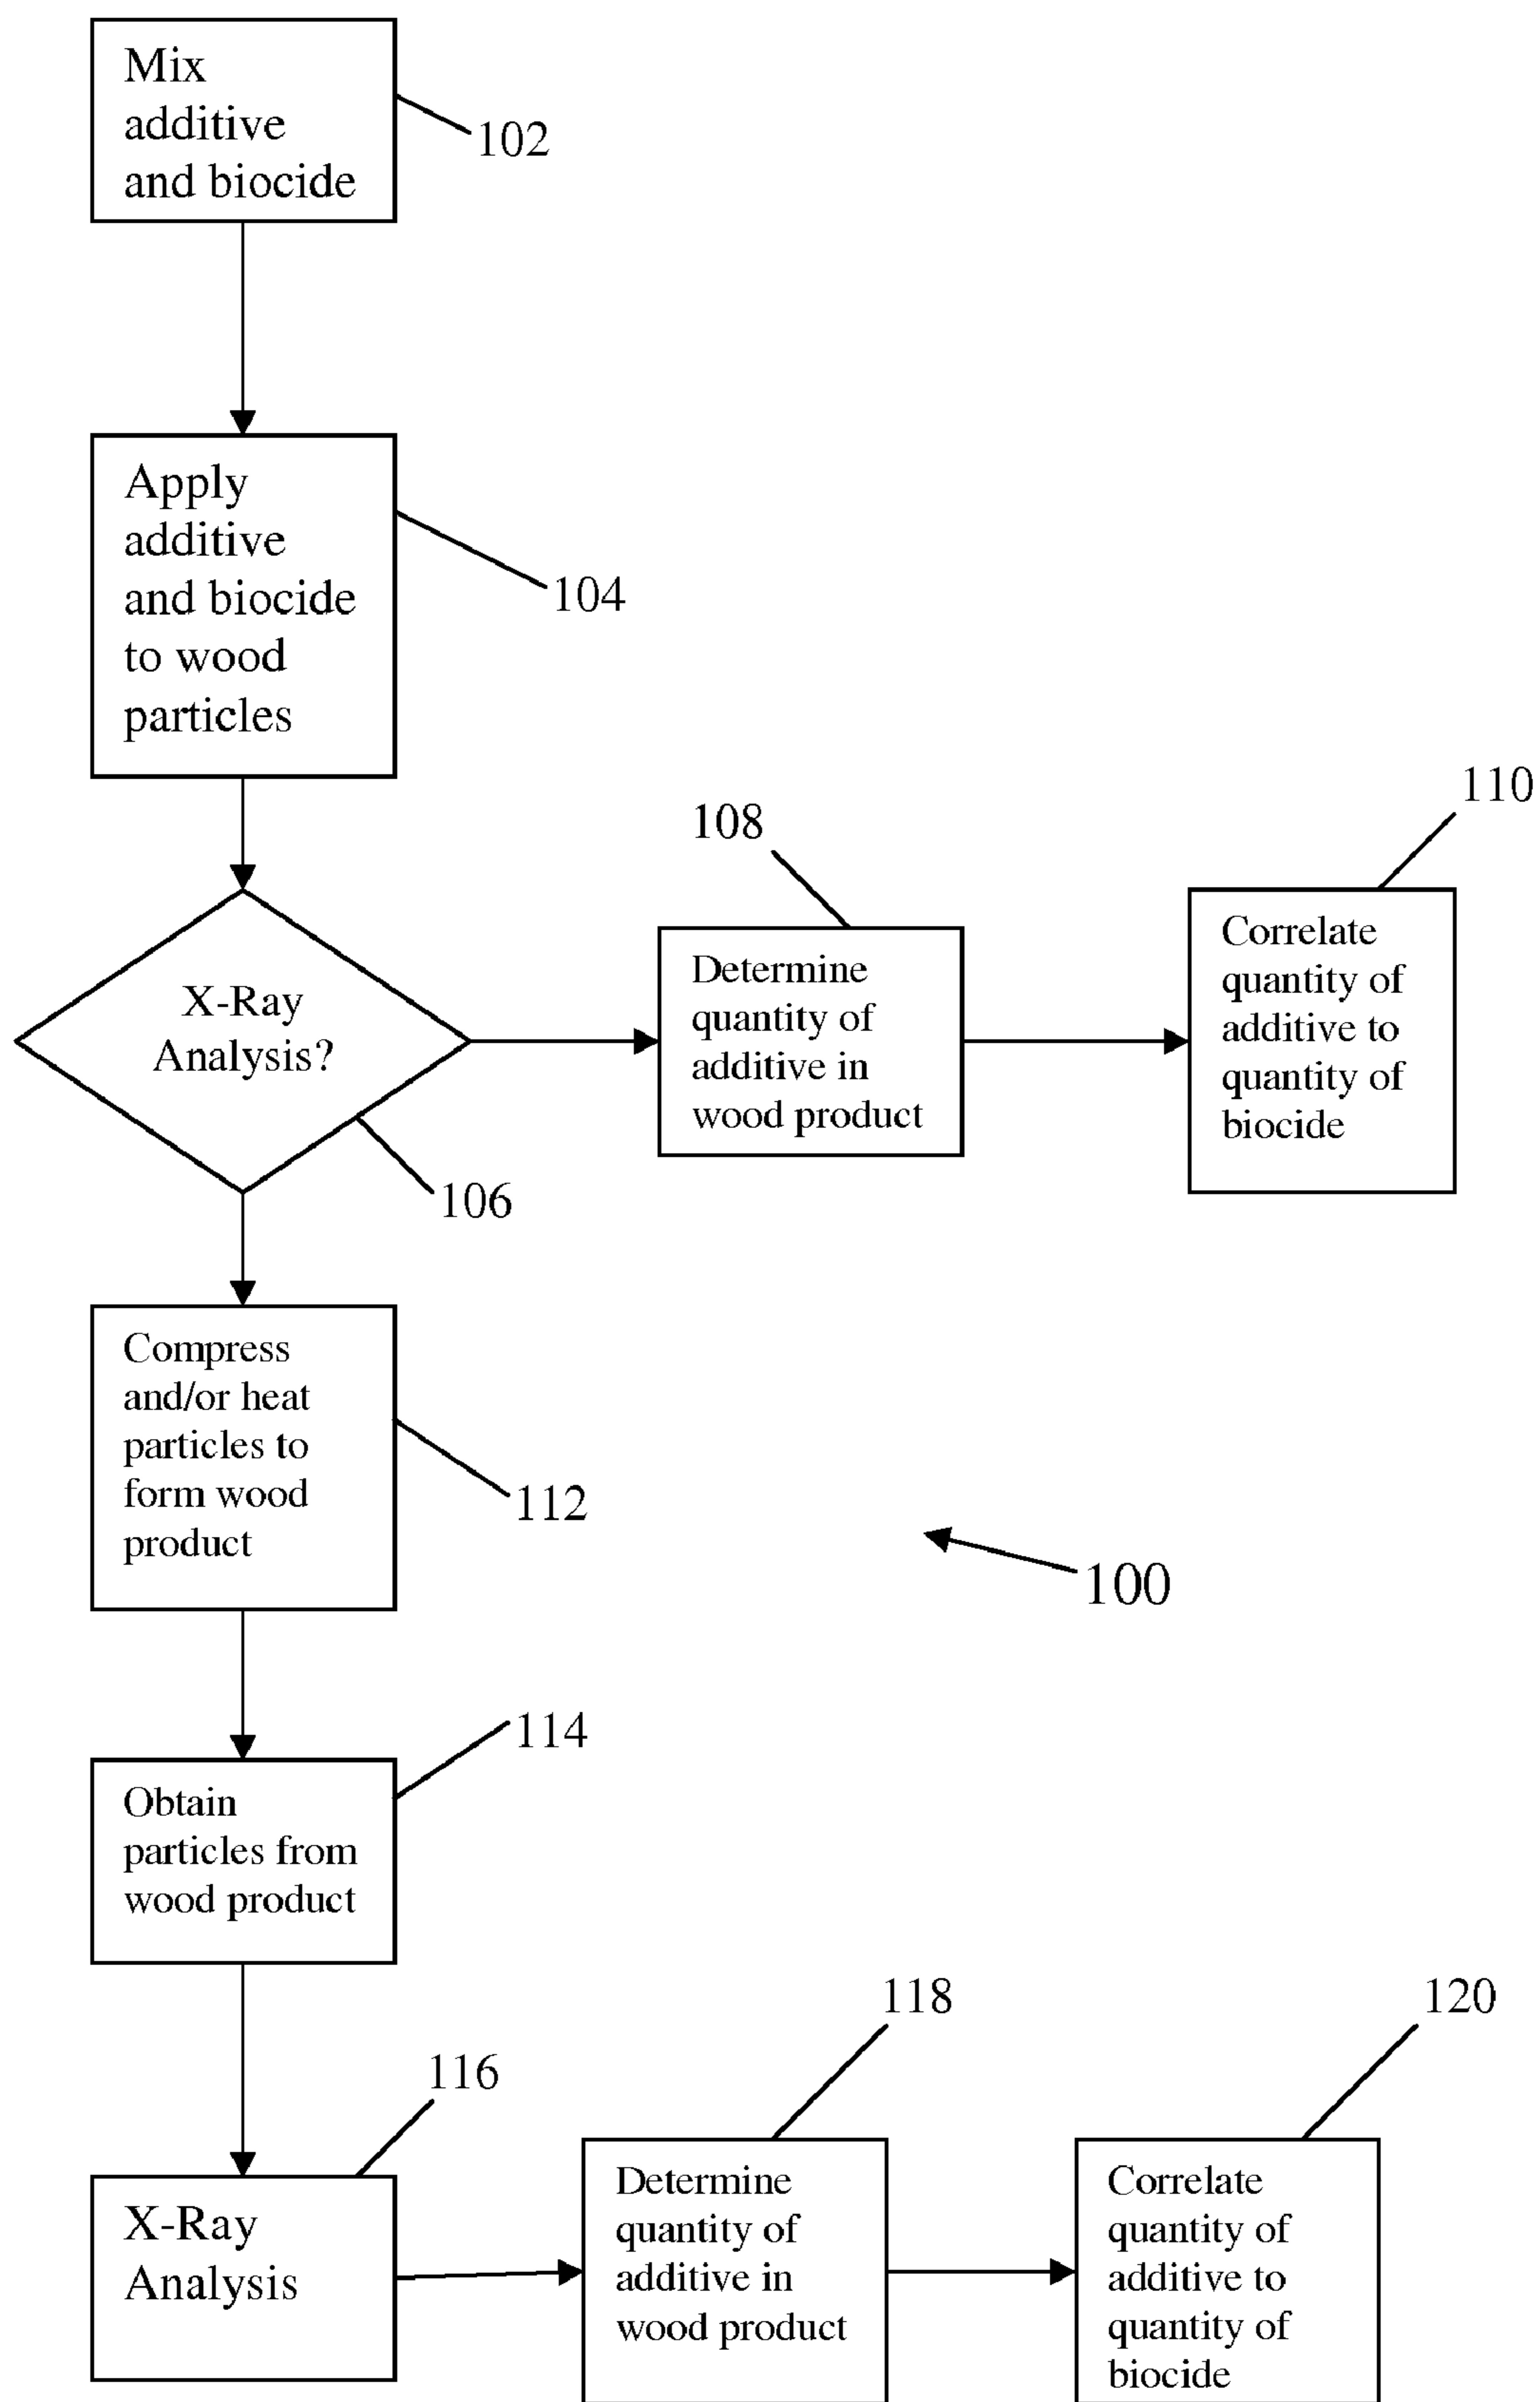 Mix
additive
and biocide
102
Apply
additive
and biocide
to wood
particles
104
X-Ray
Analysis?
106
108
Determine
quantity of
additive in
wood product
110
Correlate
quantity of
additive to
quantity of
biocide
Compress
and/or heat
particles to
form wood
product
112
100
114
Obtain
particles from
wood product
116
X-Ray
Analysis
118
Determine
quantity of
additive in
wood product
120
Correlate
quantity of
additive to
quantity of
biocide